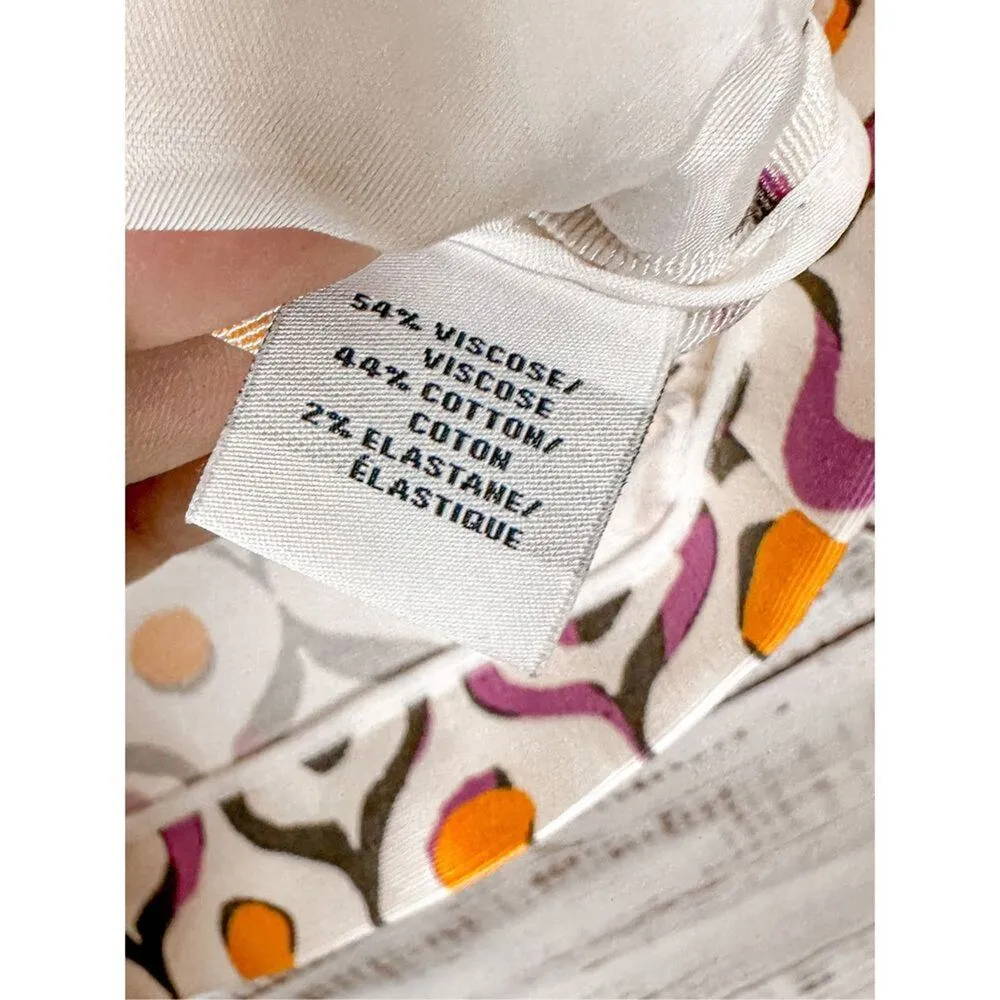 54% VISCOSE/
VISCOSE
44% COTTON/
COTON
2% ELASTANE/
ÉLASTIQUE